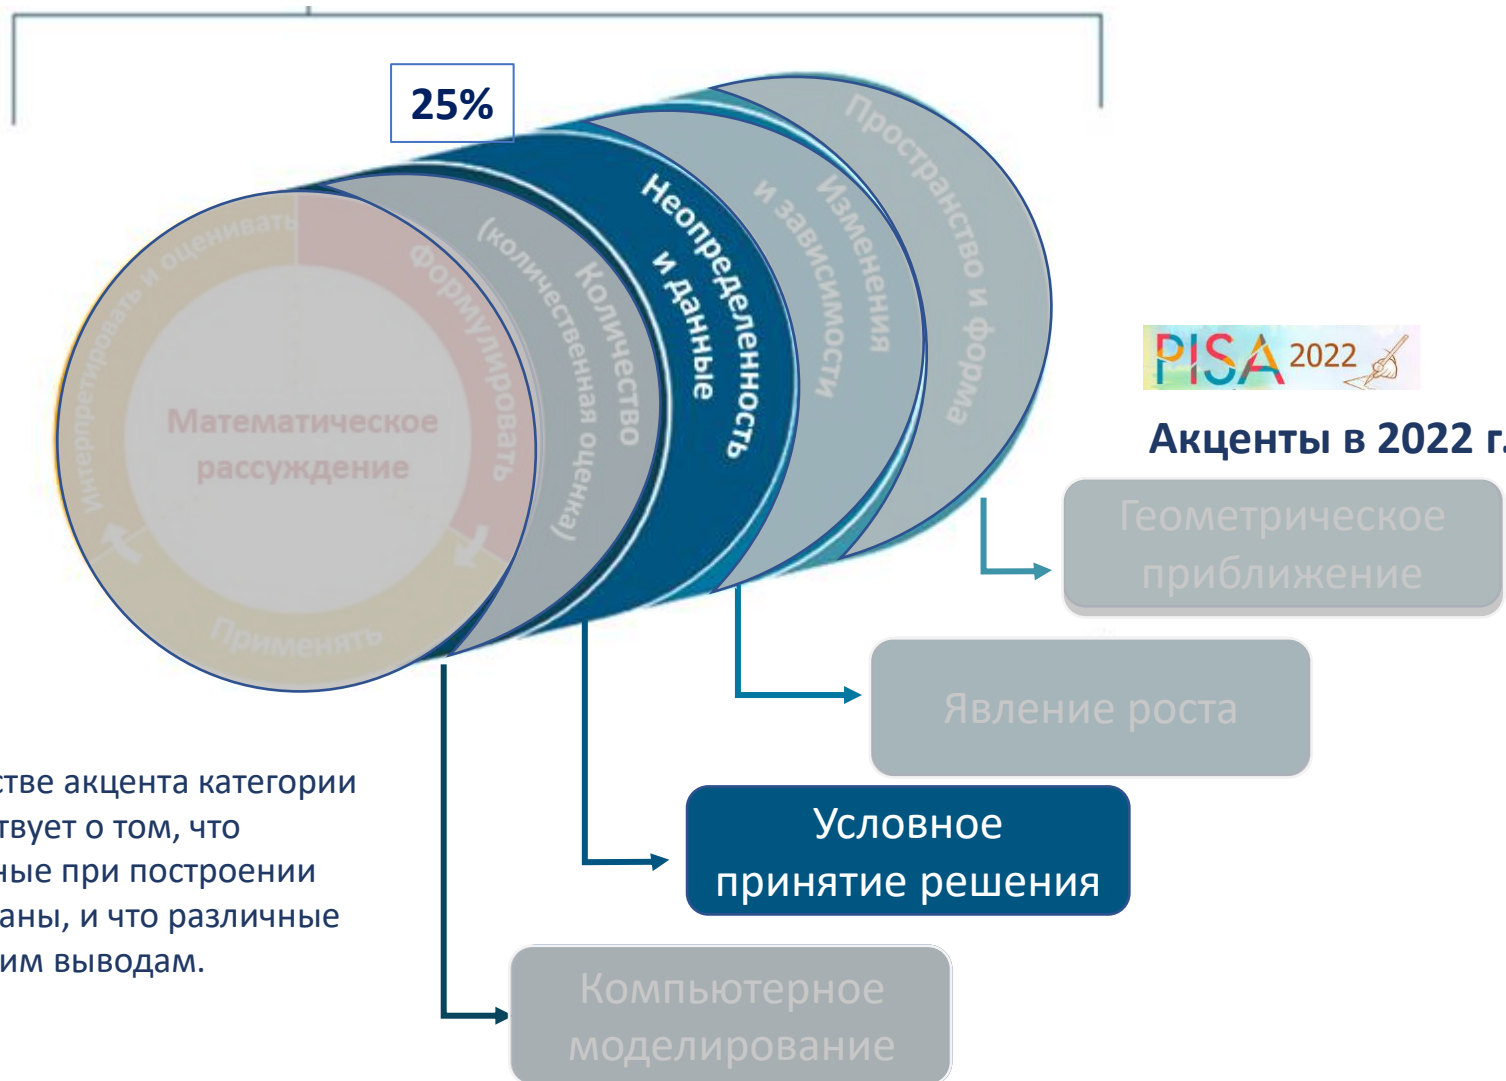 25%
Пространство и форма
Изменения
и зависимости
Неопределенность
и данные
Количество
(количественная оценка)
Интерпретировать и оценивать
Формулировать
Применять
Математическое
рассуждение
PISA 2022
Акценты в 2022 г.
Геометрическое
приближение
Явление роста
Условное
принятие решения
Компьютерное
моделирование
стве акцента категории
твует о том, что
ные при построении
аны, и что различные
им выводам.